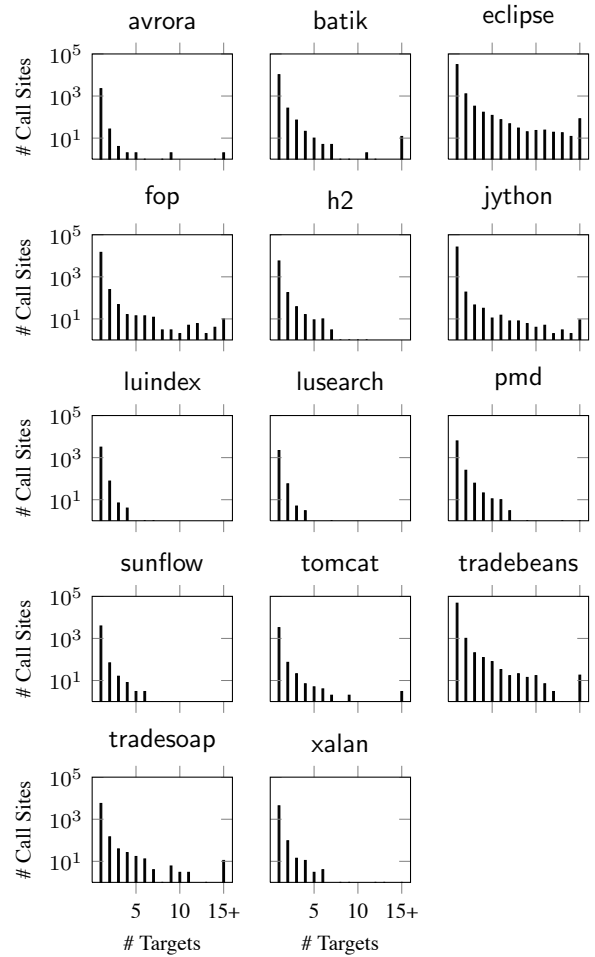 avrora batik eclipse
# Call Sites
10^5
10^3
10^1
fop h2 jython
# Call Sites
10^5
10^3
10^1
luindex lusearch pmd
# Call Sites
10^5
10^3
10^1
sunflow tomcat tradebeans
# Call Sites
10^5
10^3
10^1
tradesoap xalan
# Call Sites
10^5
10^3
10^1
5 10 15+ 5 10 15+
# Targets # Targets